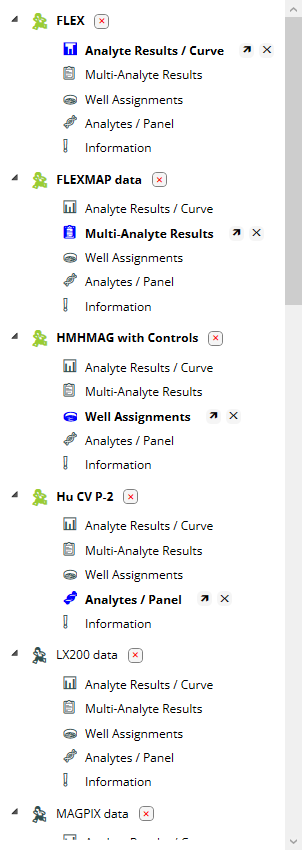 FLEX
Analyte Results / Curve
Multi-Analyte Results
Well Assignments
Analytes / Panel
Information
FLEXMAP data
Analyte Results / Curve
Multi-Analyte Results
Well Assignments
Analytes / Panel
Information
HMHMAG with Controls
Analyte Results / Curve
Multi-Analyte Results
Well Assignments
Analytes / Panel
Information
Hu CV P-2
Analyte Results / Curve
Multi-Analyte Results
Well Assignments
Analytes / Panel
Information
LX200 data
Analyte Results / Curve
Multi-Analyte Results
Well Assignments
Analytes / Panel
Information
MAGPIX data